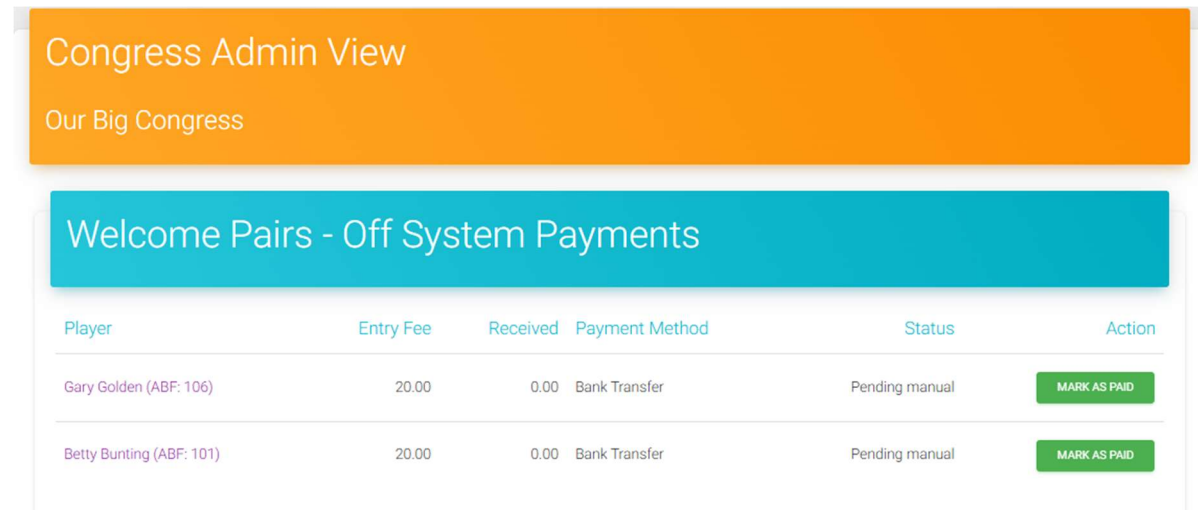 Congress Admin View
Our Big Congress
Welcome Pairs - Off System Payments
Player Entry Fee Received Payment Method Status Action
Gary Golden (ABF: 106) 20.00 0.00 Bank Transfer Pending manual MARK AS PAID
Betty Bunting (ABF: 101) 20.00 0.00 Bank Transfer Pending manual MARK AS PAID